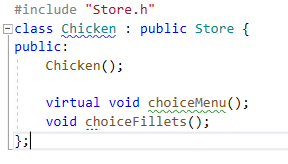 #include "Store.h"
class Chicken : public Store {
public:
    Chicken();

    virtual void choiceMenu();
    void choiceFillets();
};